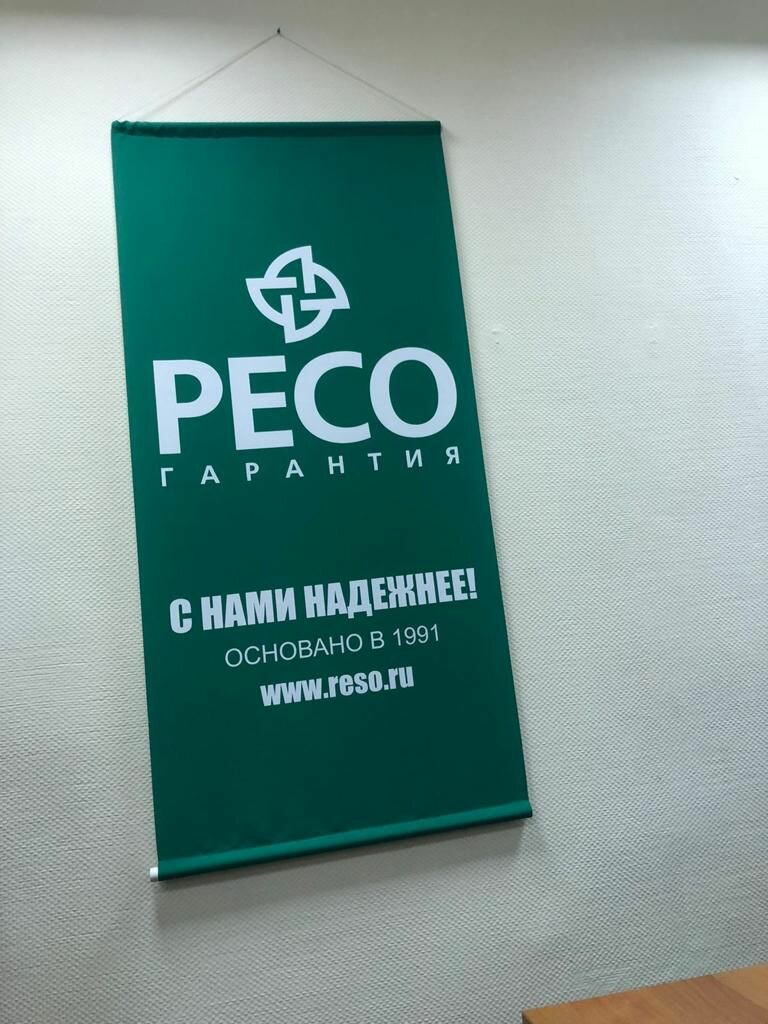 РЕСО
ГАРАНТИЯ
С НАМИ НАДЕЖНЕЕ!
ОСНОВАНО В 1991
www.reso.ru